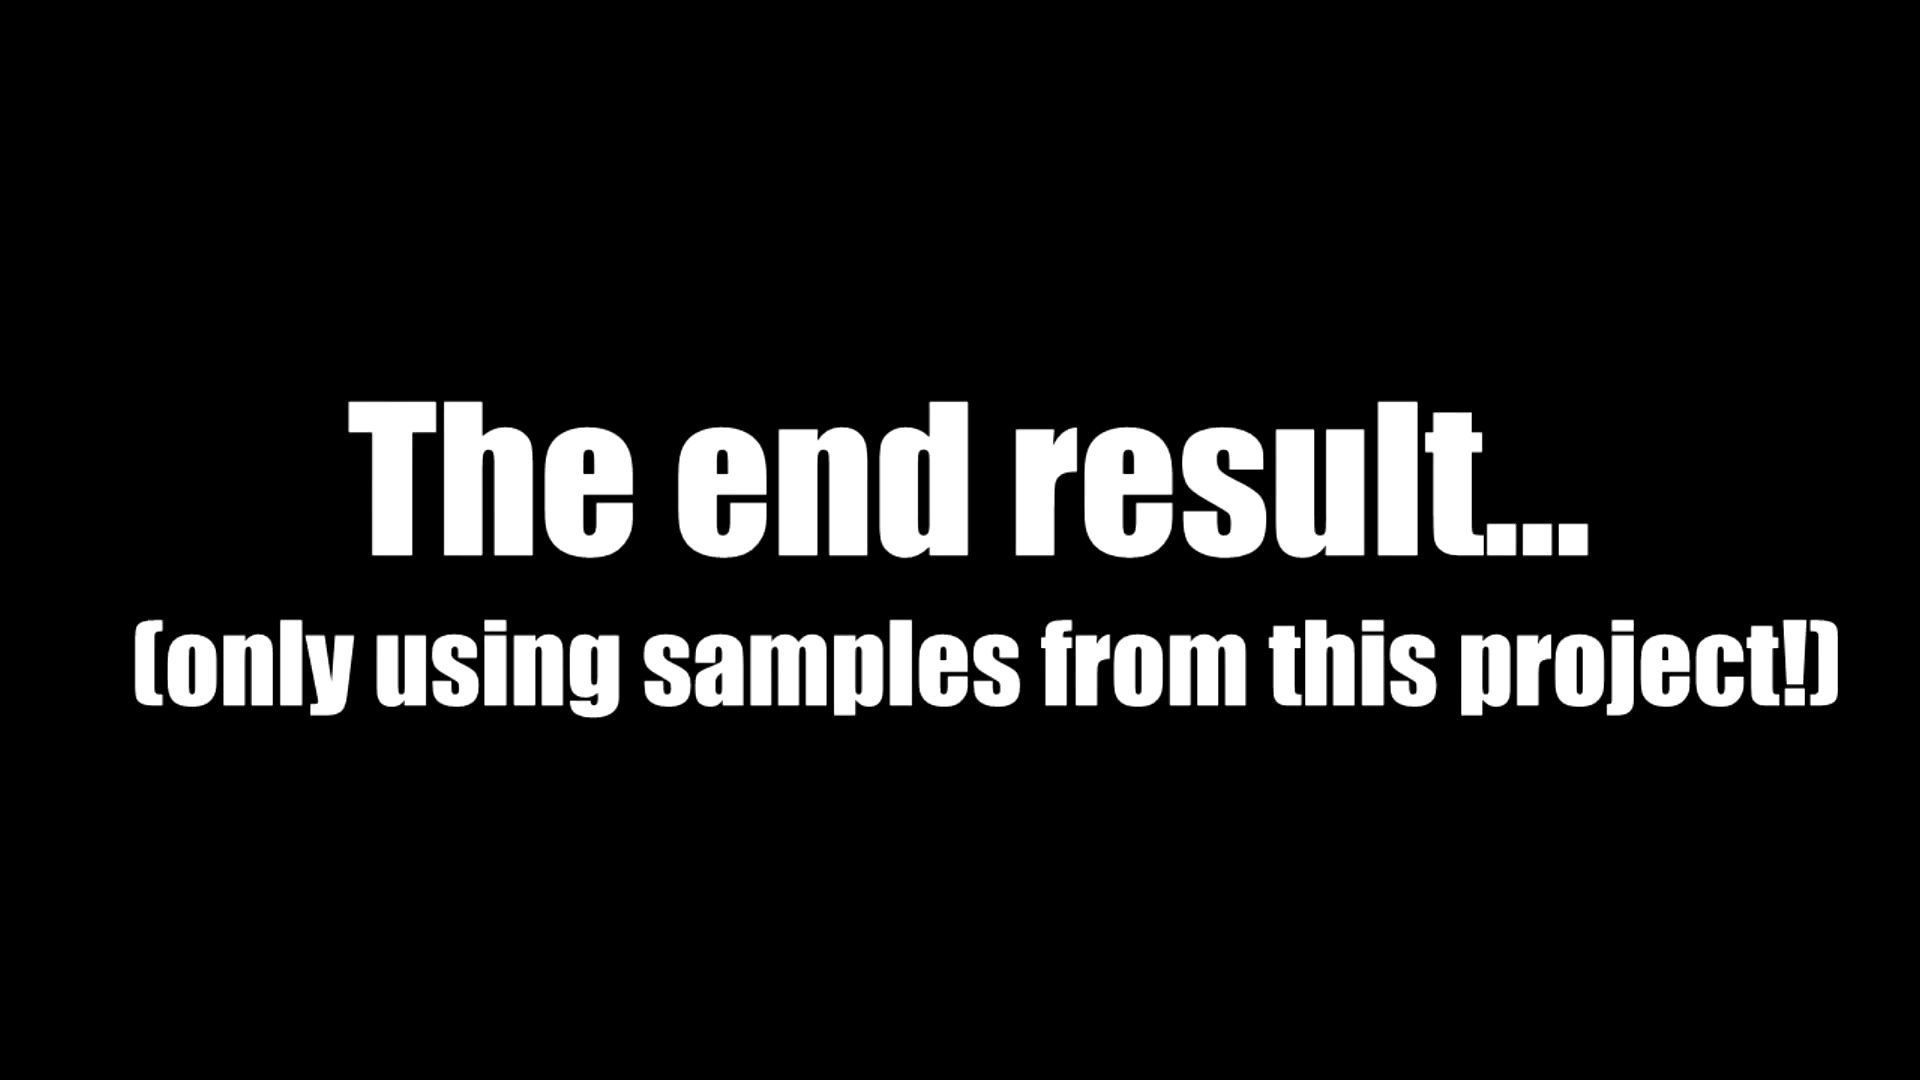 The end result...
(only using samples from this project!)